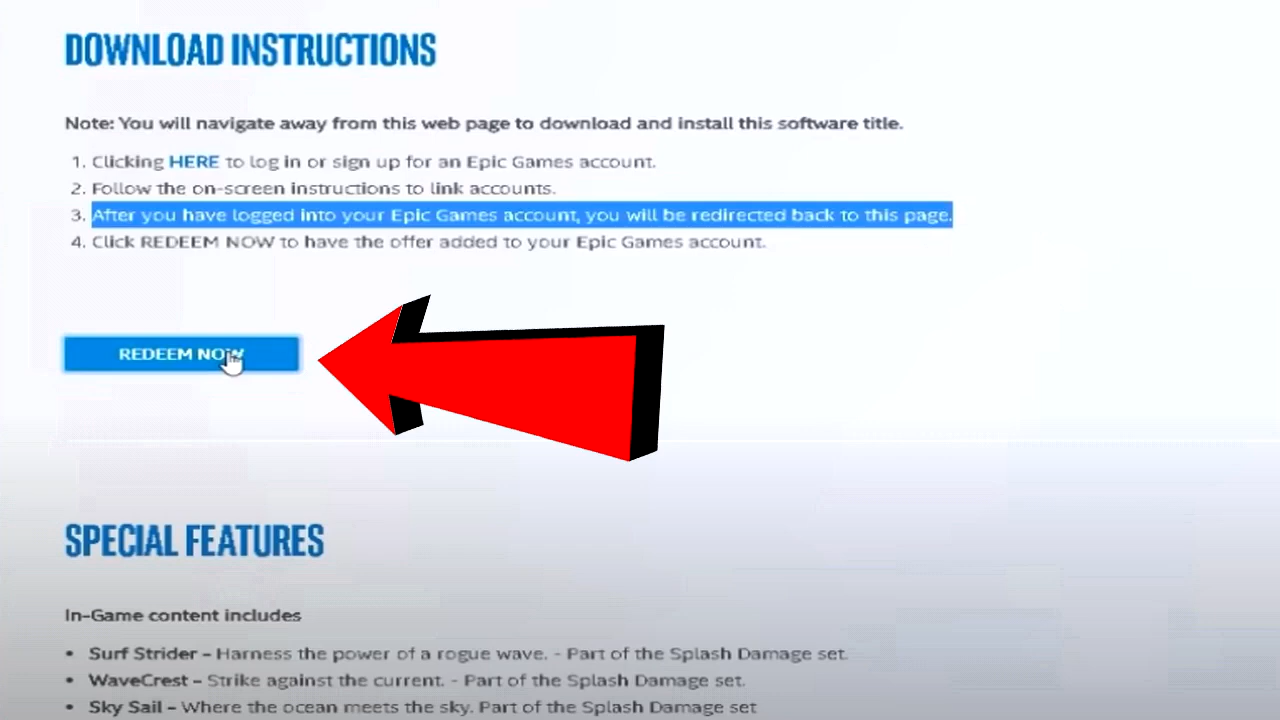 DOWNLOAD INSTRUCTIONS
Note: You will navigate away from this web page to download and install this software title.
1. Clicking HERE to log in or sign up for an Epic Games account.
2. Follow the on-screen instructions to link accounts.
3. After you have logged into your Epic Games account, you will be redirected back to this page.
4. Click REDEEM NOW to have the offer added to your Epic Games account.
REDEEM NOW
SPECIAL FEATURES
In-Game content includes
• Surf Strider – Harness the power of a rogue wave. - Part of the Splash Damage set.
• WaveCrest – Strike against the current. - Part of the Splash Damage set.
• Sky Sail – Where the ocean meets the sky. Part of the Splash Damage set